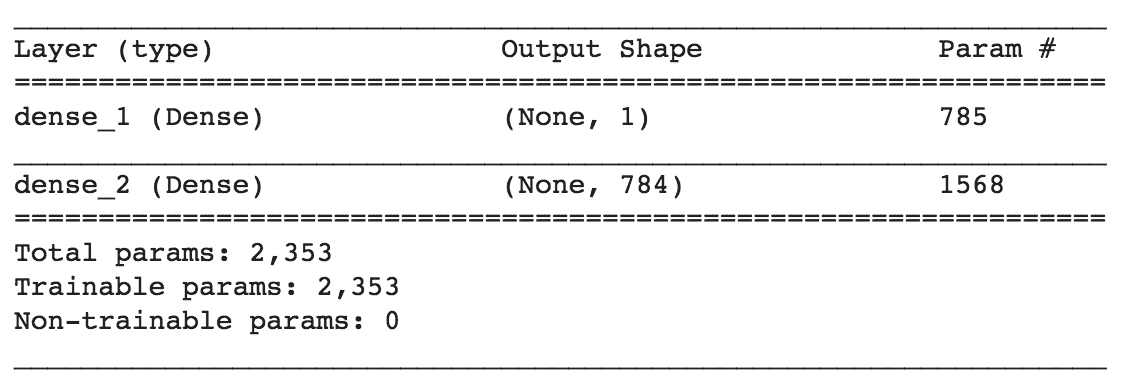 Layer (type) Output Shape Param #
=================================================================
dense_1 (Dense) (None, 1) 785
dense_2 (Dense) (None, 784) 1568
=================================================================
Total params: 2,353
Trainable params: 2,353
Non-trainable params: 0